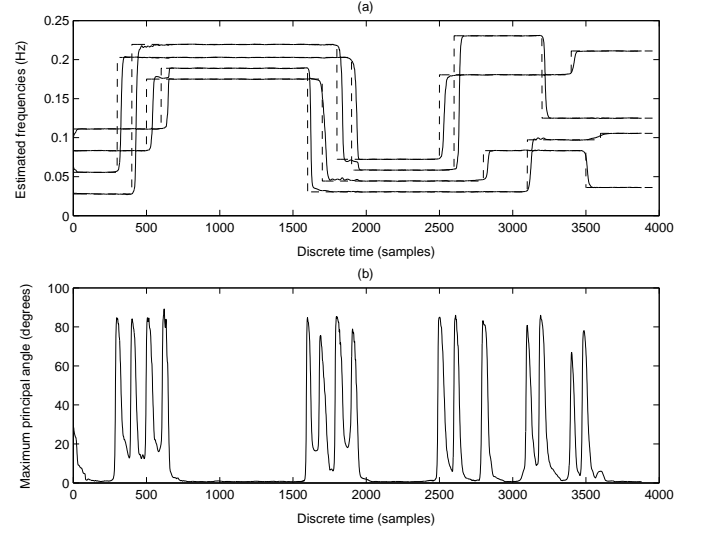 (a)
0.25
0.2
0.15
0.1
0.05
0
Estimated frequencies (Hz)
0 500 1000 1500 2000 2500 3000 3500 4000
Discrete time (samples)
(b)
100
80
60
40
20
0
Maximum principal angle (degrees)
0 500 1000 1500 2000 2500 3000 3500 4000
Discrete time (samples)